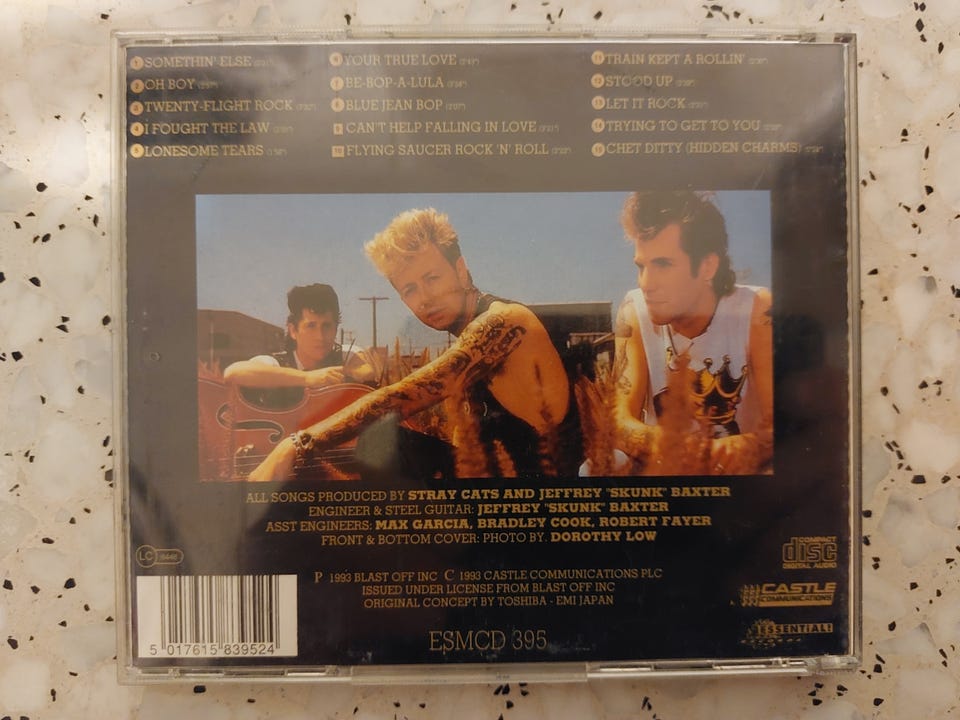 1 SOMETHIN' ELSE
2 OH BOY
3 TWENTY-FLIGHT ROCK
4 I FOUGHT THE LAW
5 LONESOME TEARS
6 YOUR TRUE LOVE
7 BE-BOP-A-LULA
8 BLUE JEAN BOP
9 CAN'T HELP FALLING IN LOVE
10 FLYING SAUCER ROCK 'N' ROLL
11 TRAIN KEPT A ROLLIN'
12 STOOD UP
13 LET IT ROCK
14 TRYING TO GET TO YOU
15 CHET DITTY (HIDDEN CHARMS)
ALL SONGS PRODUCED BY STRAY CATS AND JEFFREY "SKUNK" BAXTER
ENGINEER & STEEL GUITAR: JEFFREY "SKUNK" BAXTER
ASST ENGINEERS: MAX GARCIA, BRADLEY COOK, ROBERT FAYER
FRONT & BOTTOM COVER: PHOTO BY. DOROTHY LOW
LC
COMPACT
disc
DIGITAL AUDIO
P 1993 BLAST OFF INC C 1993 CASTLE COMMUNICATIONS PLC
ISSUED UNDER LICENSE FROM BLAST OFF INC
ORIGINAL CONCEPT BY TOSHIBA - EMI JAPAN
CASTLE
COMMUNICATIONS
ESSENTIAL!
ESMCD 395
5 017615 839524